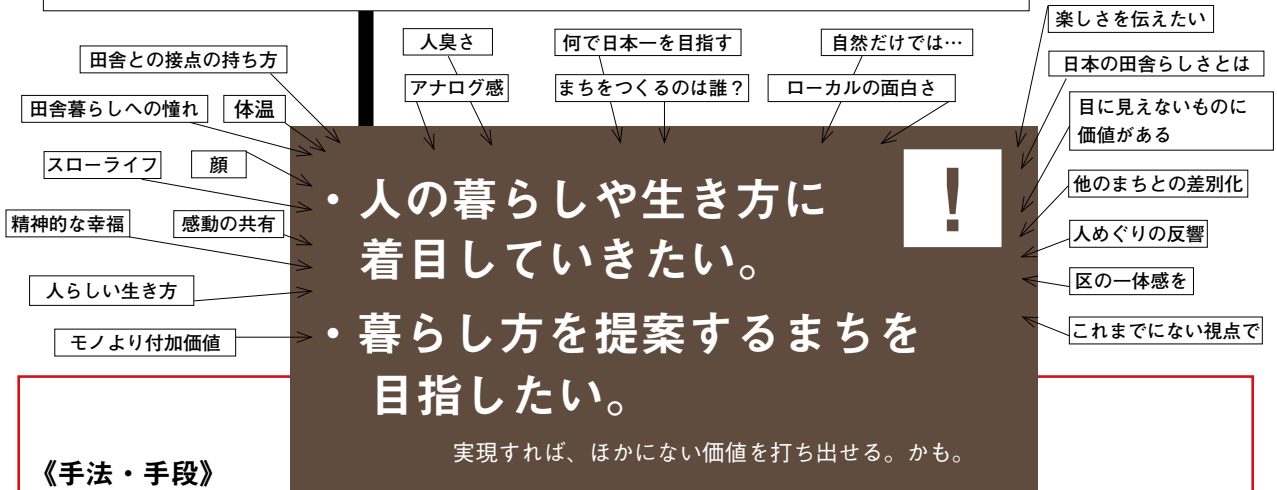 楽しさを伝えたい
人臭さ
何で日本一を目指す
自然だけでは…
田舎との接点の持ち方
日本の田舎らしさとは
アナログ感
まちをつくるのは誰？
ローカルの面白さ
田舎暮らしへの憧れ
体温
目に見えないものに
価値がある
スローライフ
顔
他のまちとの差別化
精神的な幸福
感動の共有
人めぐりの反響
人らしい生き方
区の一体感を
モノより付加価値
これまでにない視点で
！
・人の暮らしや生き方に
着目していきたい。
・暮らし方を提案するまちを
目指したい。
実現すれば、ほかにない価値を打ち出せる。かも。
《手法・手段》